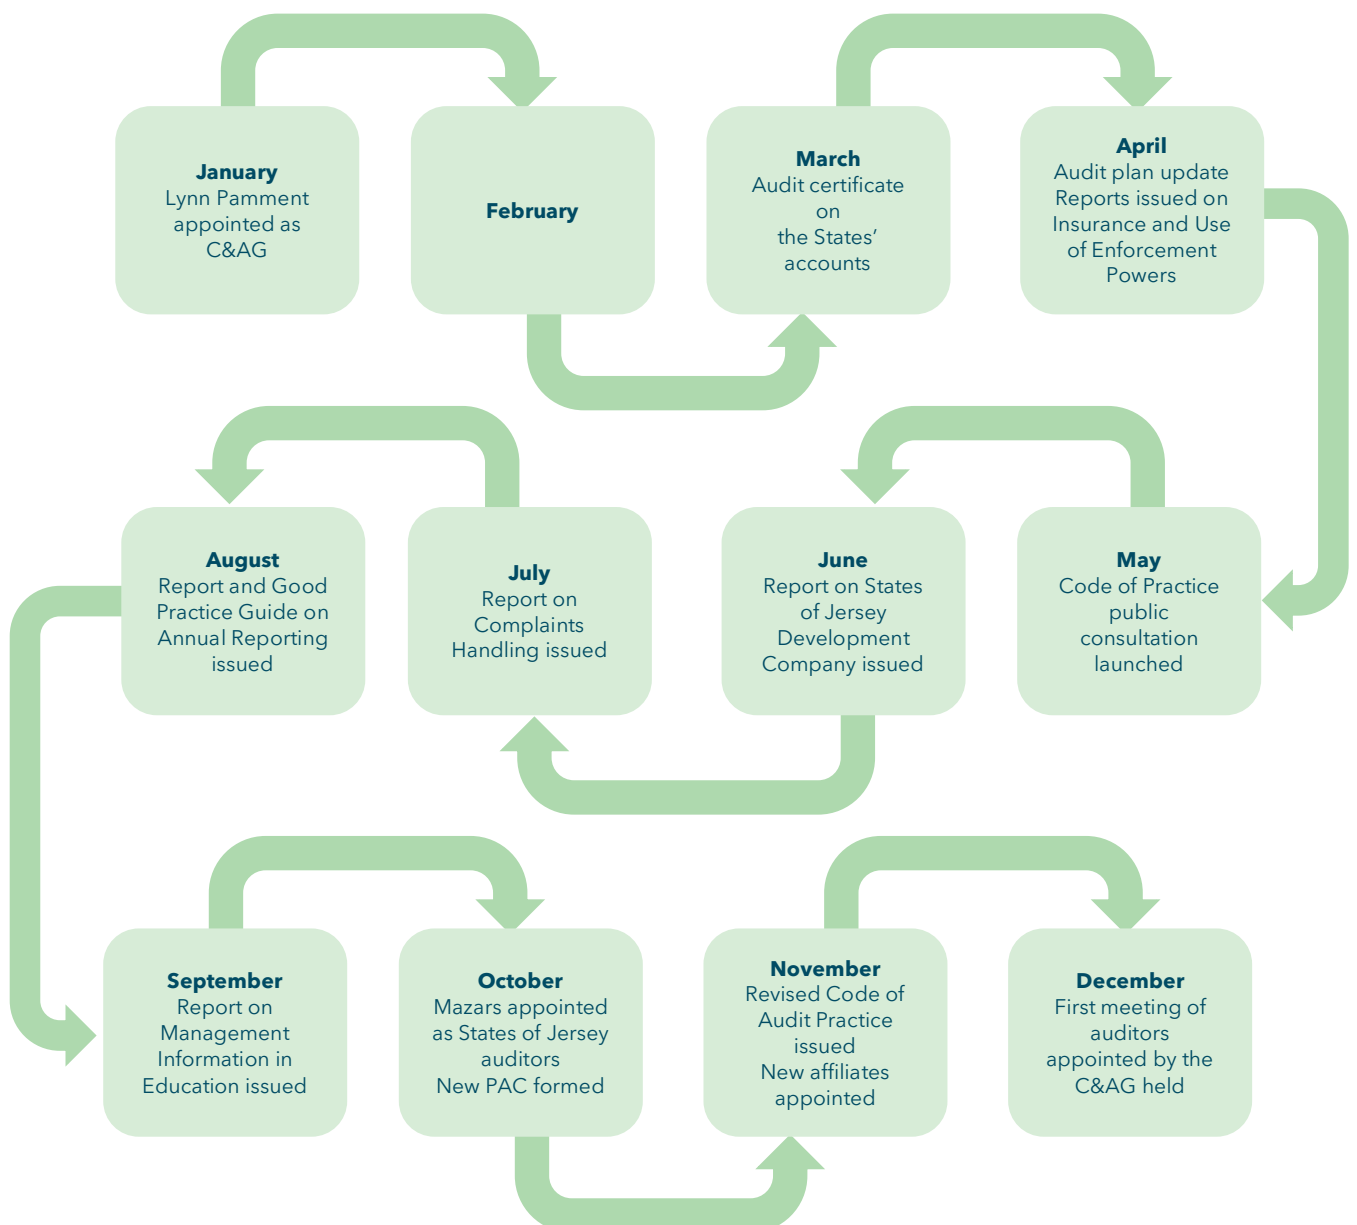 January
Lynn Pamment
appointed as
C&AG
February
March
Audit certificate
on
the States’
accounts
April
Audit plan update
Reports issued on
Insurance and Use
of Enforcement
Powers
May
Code of Practice
public
consultation
launched
June
Report on States
of Jersey
Development
Company issued
July
Report on
Complaints
Handling issued
August
Report and Good
Practice Guide on
Annual Reporting
issued
September
Report on
Management
Information in
Education issued
October
Mazars appointed
as States of Jersey
auditors
New PAC formed
November
Revised Code of
Audit Practice
issued
New affiliates
appointed
December
First meeting of
auditors
appointed by the
C&AG held